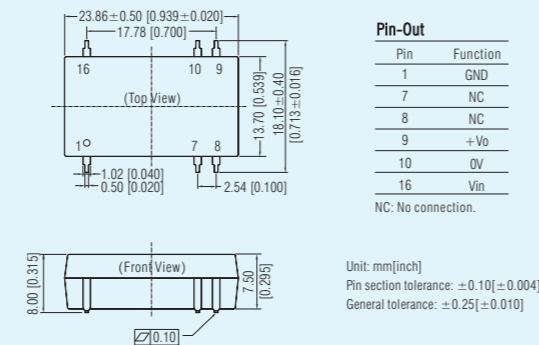 23.86±0.50 [0.939±0.020]
17.78 [0.700]
16
10
9
(Top View)
13.70 [0.539]
18.10±0.40
[0.713±0.016]
1
7
8
1.02 [0.040]
0.50 [0.020]
2.54 [0.100]
(Front View)
8.00 [0.315]
7.50
[0.295]
0.10
Pin-Out
Pin Function
1 GND
7 NC
8 NC
9 +Vo
10 0V
16 Vin
NC: No connection.
Unit: mm[inch]
Pin section tolerance: ±0.10[±0.004]
General tolerance: ±0.25[±0.010]